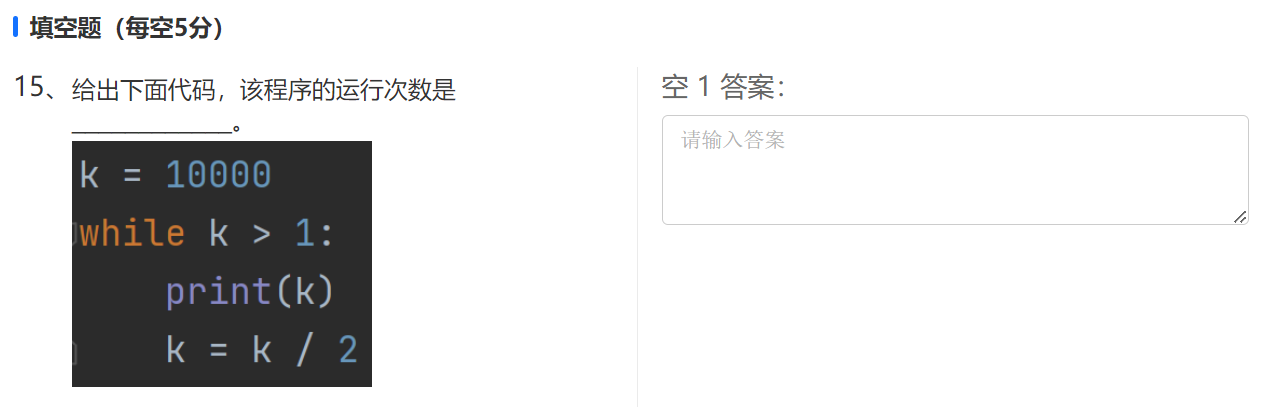 填空题（每空5分）
15、给出下面代码，该程序的运行次数是
____________。
k = 10000
while k > 1:
    print(k)
    k = k / 2
空 1 答案：
请输入答案